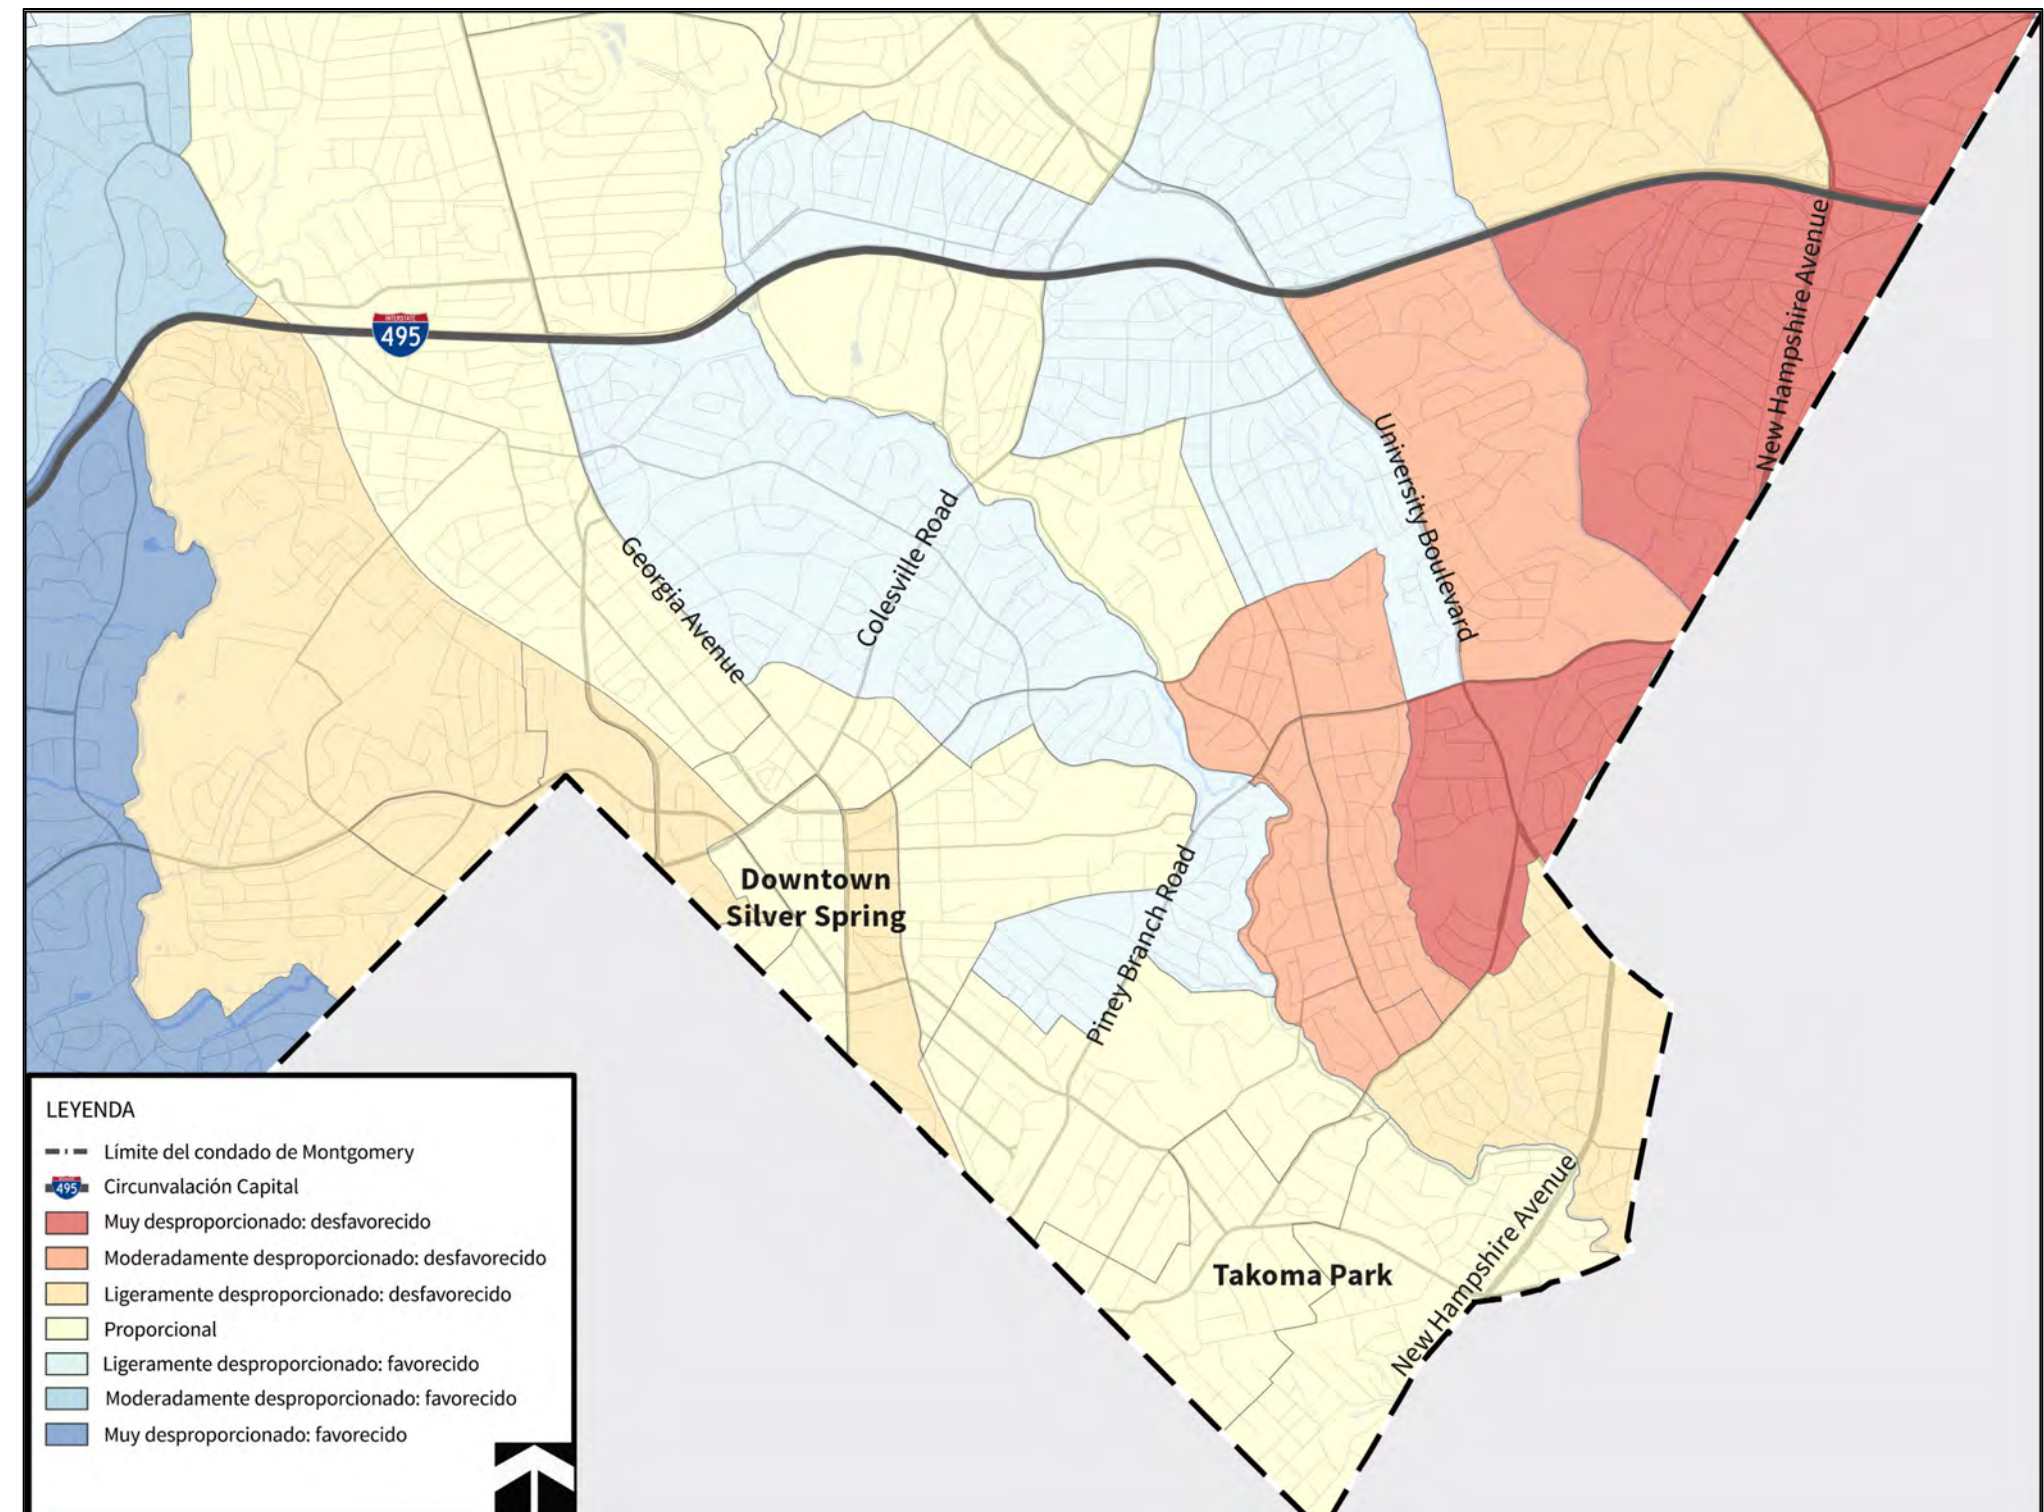 New Hampshire Avenue
INTERSTATE
495
University Boulevard
Colesville Road
Georgia Avenue
Downtown
Silver Spring
Piney Branch Road
Takoma Park
New Hampshire Avenue
LEYENDA
Límite del condado de Montgomery
495
Circunvalación Capital
Muy desproporcionado: desfavorecido
Moderadamente desproporcionado: desfavorecido
Ligeramente desproporcionado: desfavorecido
Proporcional
Ligeramente desproporcionado: favorecido
Moderadamente desproporcionado: favorecido
Muy desproporcionado: favorecido